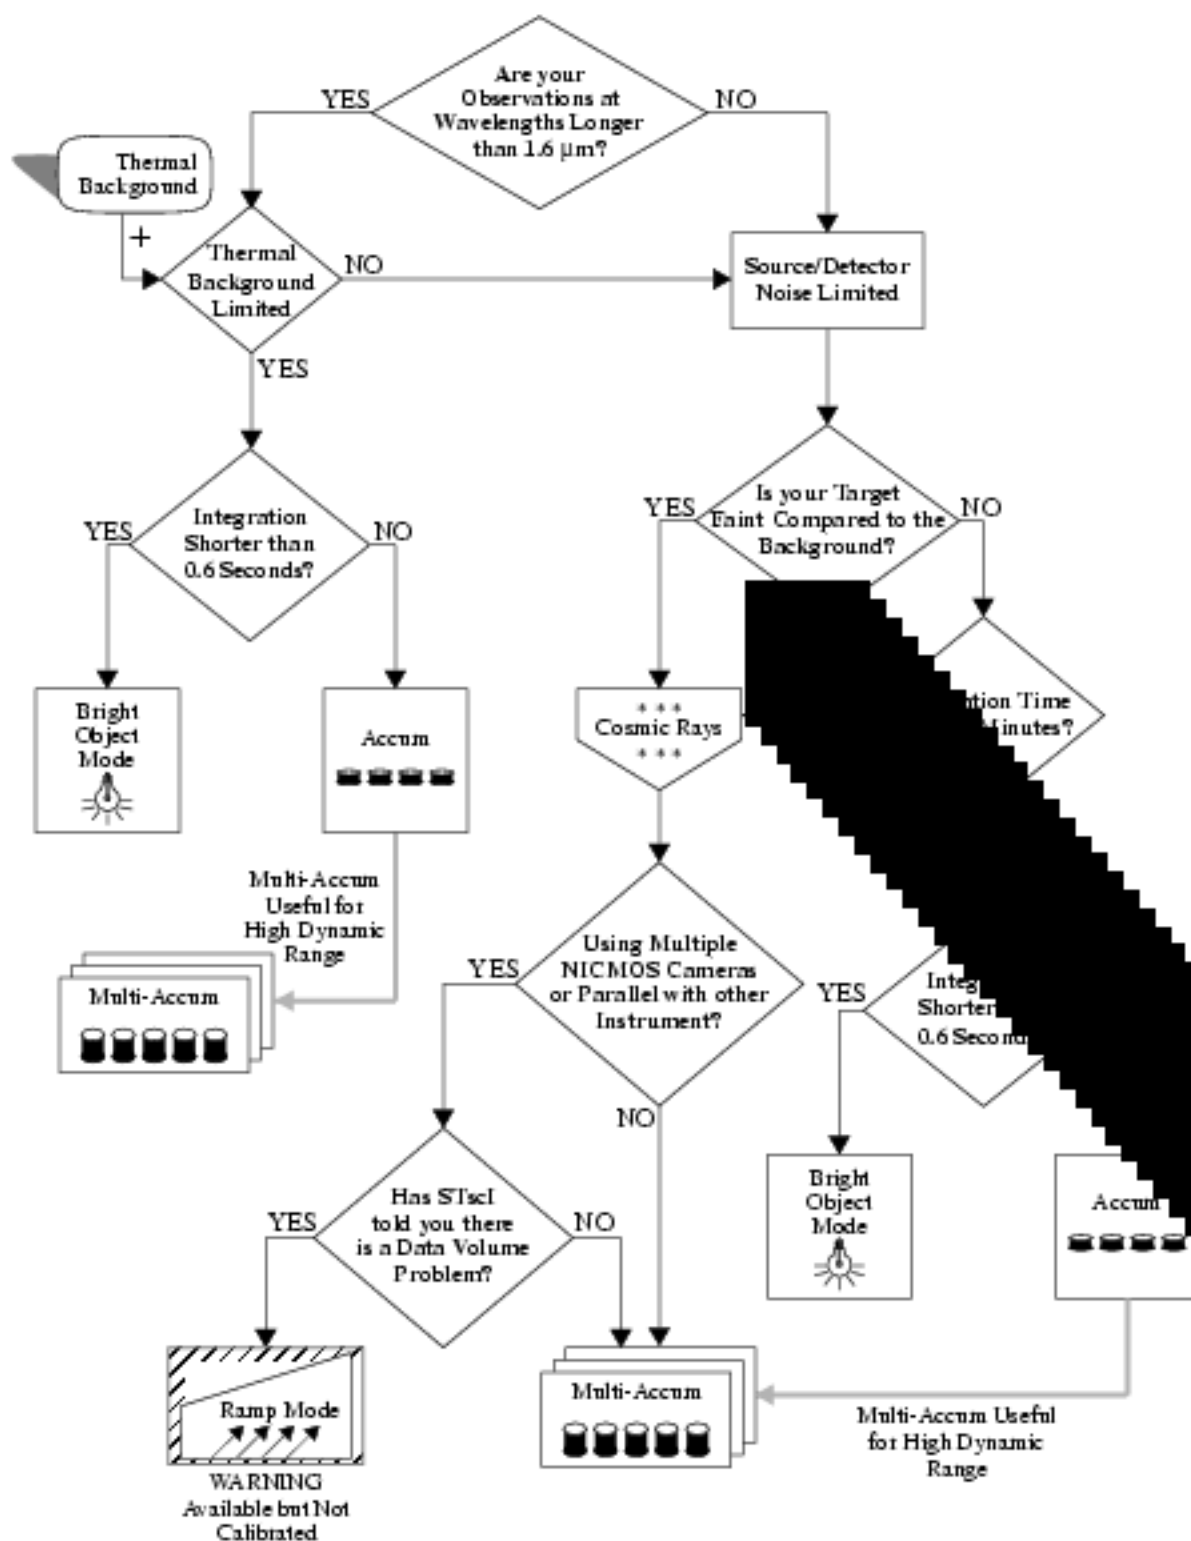 Are your
Observations at
Wavelengths Longer
than 1.6 µm?
YES
NO
Thermal
Background
+
Thermal
Background
Limited
NO
Source/Detector
Noise Limited
YES
Is your Target
Faint Compared to the
Background?
YES
NO
Integration
Shorter than
0.6 Seconds?
YES
NO
Time
Bright
Object
Mode
Accum
* * *
Cosmic Rays
* * *
Multi-Accum
Useful for
High Dynamic
Range
Multi-Accum
Using Multiple
NICMOS Cameras
or Parallel with other
Instrument?
YES
NO
YES
Shorter
0.6
Has STscI
told you there
is a Data Volume
Problem?
YES
NO
Bright
Object
Mode
Accum
Ramp Mode
WARNING
Available but Not
Calibrated
Multi-Accum
Multi-Accum Useful
for High Dynamic
Range